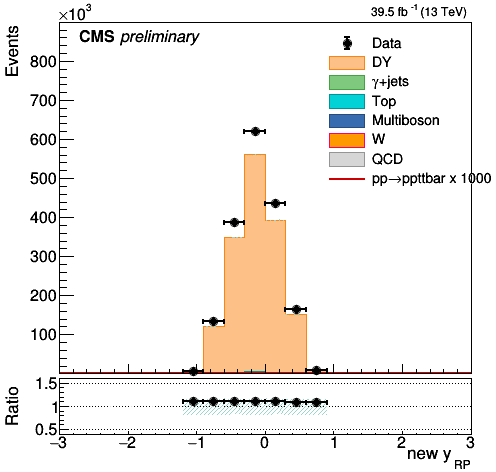 ×10³
39.5 fb⁻¹ (13 TeV)
CMS preliminary
Events
800
700
600
500
400
300
200
100
Data
DY
γ+jets
Top
Multiboson
W
QCD
pp→ppttbar x 1000
Ratio
1.5
1
0.5
−3 −2 −1 0 1 2 3
new y_RP